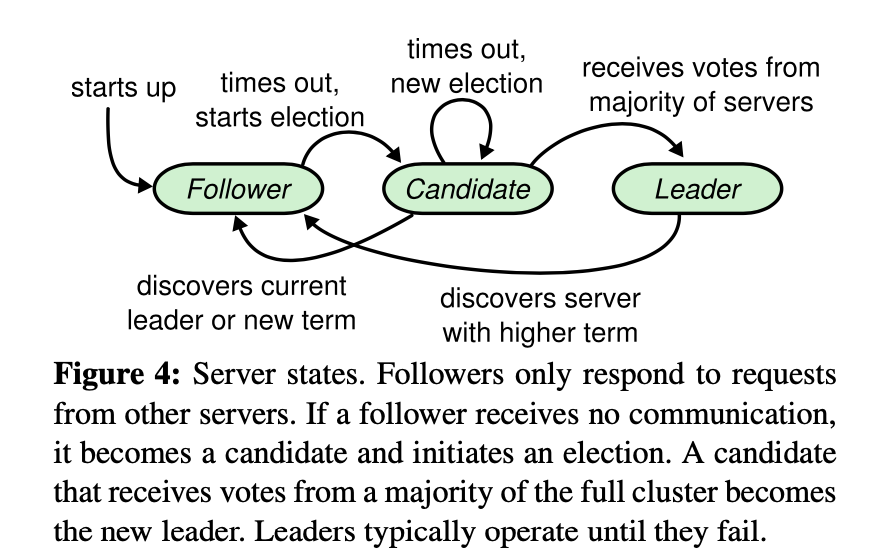 starts up
times out,
starts election
times out,
new election
receives votes from
majority of servers
Follower
Candidate
Leader
discovers current
leader or new term
discovers server
with higher term
Figure 4: Server states. Followers only respond to requests
from other servers. If a follower receives no communication,
it becomes a candidate and initiates an election. A candidate
that receives votes from a majority of the full cluster becomes
the new leader. Leaders typically operate until they fail.